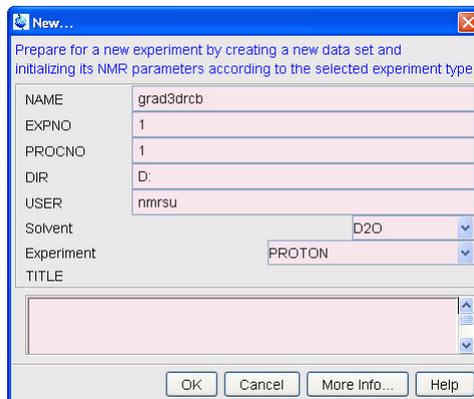 New...
Prepare for a new experiment by creating a new data set and
initializing its NMR parameters according to the selected experiment type
NAME grad3drcb
EXPNO 1
PROCNO 1
DIR D:
USER nmrsu
Solvent D2O
Experiment PROTON
TITLE
OK Cancel More Info... Help